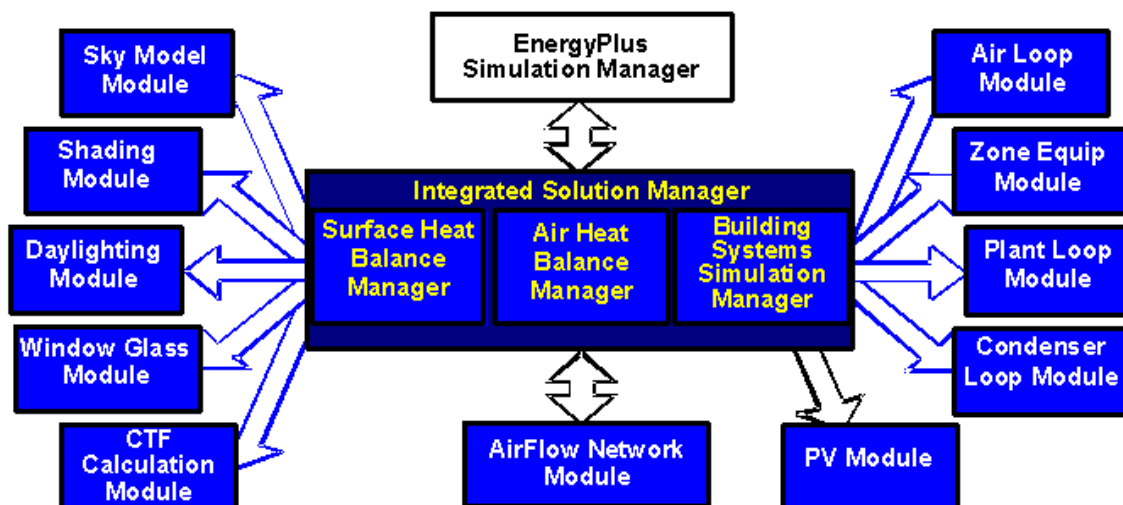 EnergyPlus
Simulation Manager
Sky Model
Module
Shading
Module
Daylighting
Module
Window Glass
Module
CTF
Calculation
Module
Integrated Solution Manager
Surface Heat
Balance
Manager
Air Heat
Balance
Manager
Building
Systems
Simulation
Manager
Air Loop
Module
Zone Equip
Module
Plant Loop
Module
Condenser
Loop Module
AirFlow Network
Module
PV Module